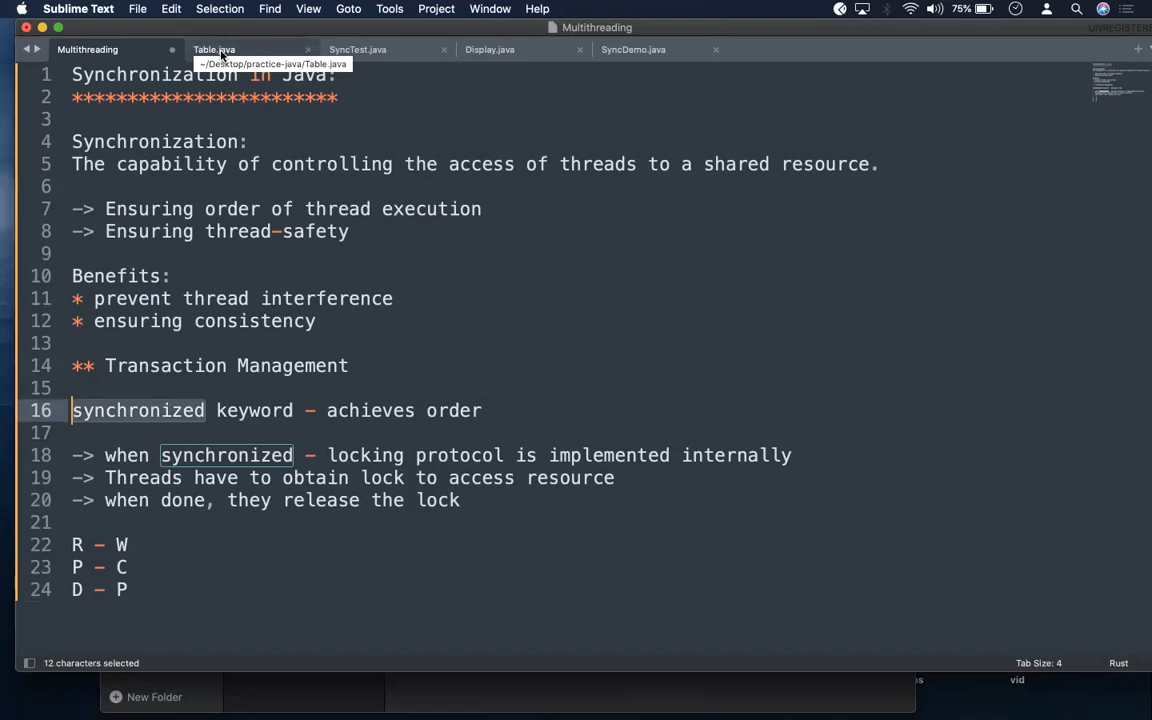 Sublime Text File Edit Selection Find View Goto Tools Project Window Help 75%
Multithreading UNREGISTERE
Multithreading Table.java SyncTest.java Display.java SyncDemo.java
~/Desktop/practice-java/Table.java
1 Synchronization in Java:
2 ************************
3
4 Synchronization:
5 The capability of controlling the access of threads to a shared resource.
6
7 -> Ensuring order of thread execution
8 -> Ensuring thread-safety
9
10 Benefits:
11 * prevent thread interference
12 * ensuring consistency
13
14 ** Transaction Management
15
16 synchronized keyword - achieves order
17
18 -> when synchronized - locking protocol is implemented internally
19 -> Threads have to obtain lock to access resource
20 -> when done, they release the lock
21
22 R - W
23 P - C
24 D - P
12 characters selected Tab Size: 4 Rust
New Folder
vid